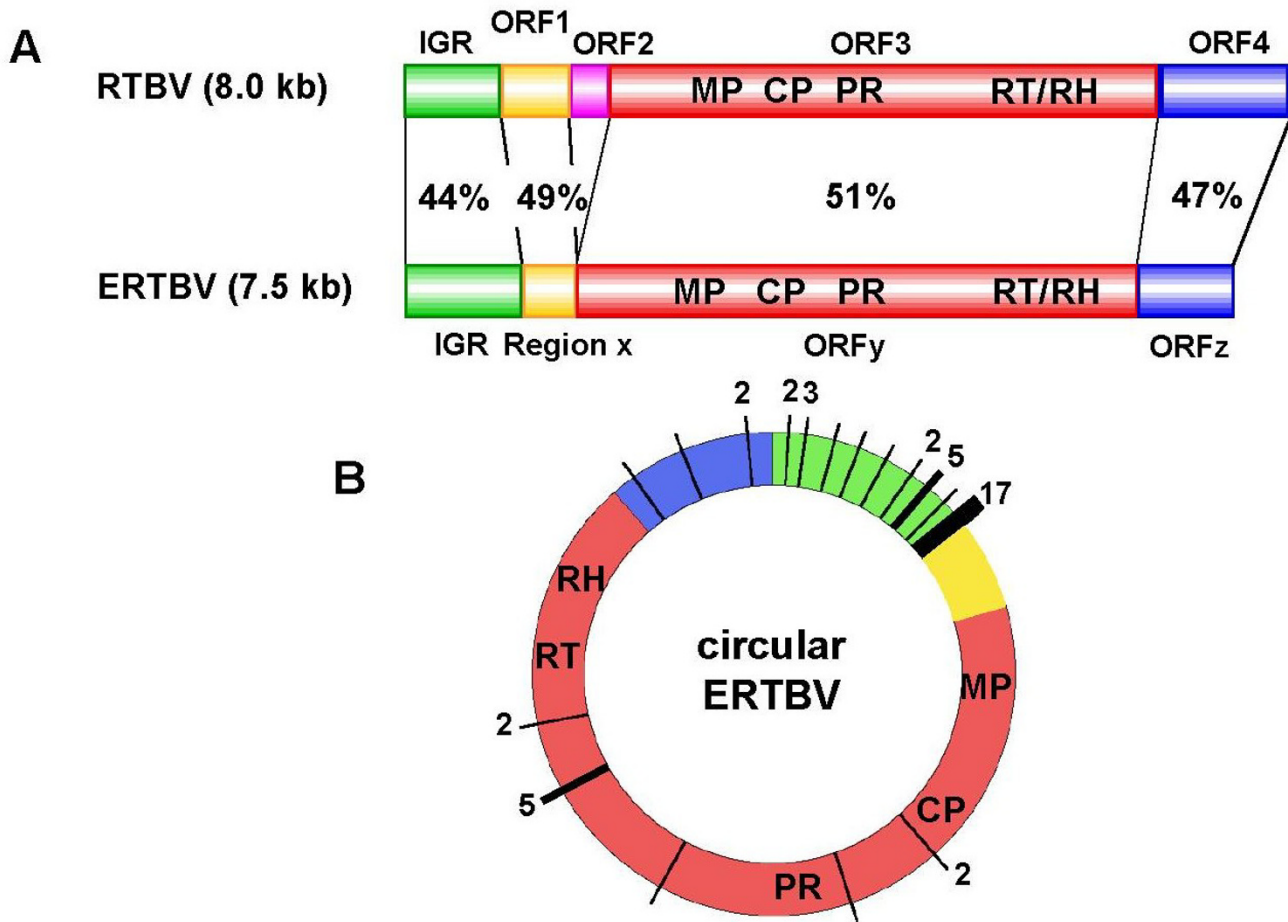 A
IGR ORF1 ORF2 ORF3 ORF4
RTBV (8.0 kb)
MP CP PR RT/RH
44% 49% 51% 47%
ERTBV (7.5 kb)
MP CP PR RT/RH
IGR Region x ORFy ORFz
B
2 2 3 2 5 17
RH
RT
circular
ERTBV
MP
2
5
CP
2
PR